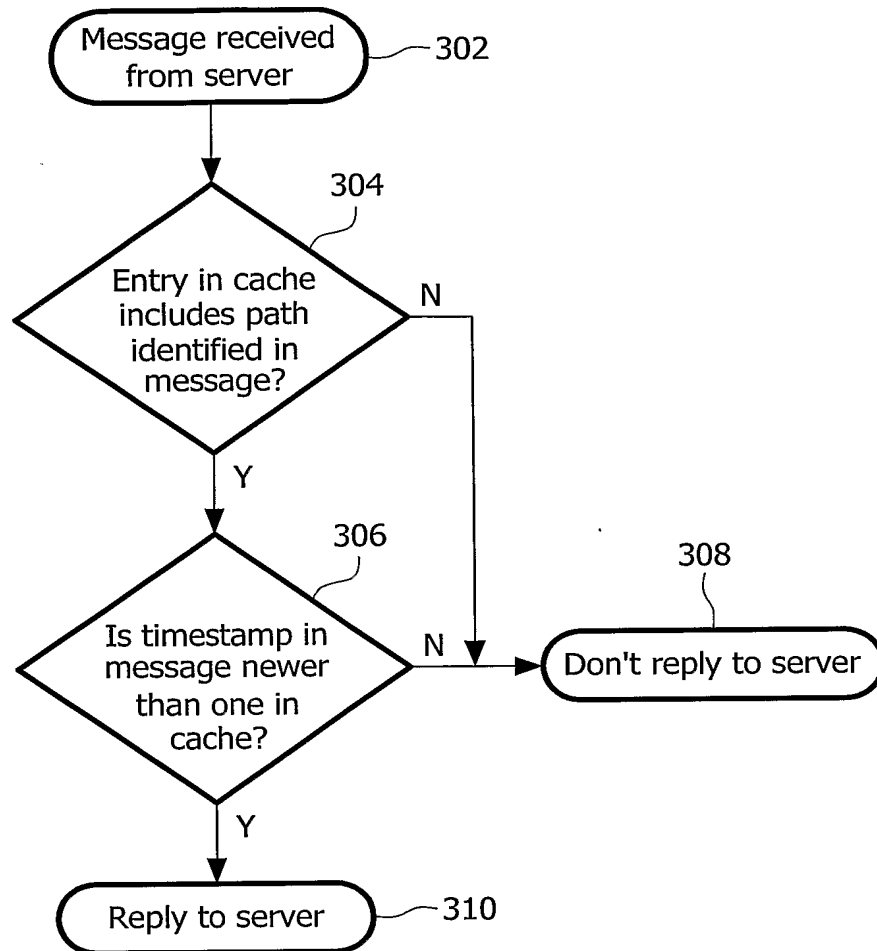 Message received
from server
302
304
Entry in cache
includes path
identified in
message?
N
Y
306
308
Is timestamp in
message newer
than one in
cache?
N
Don't reply to server
Y
Reply to server
310